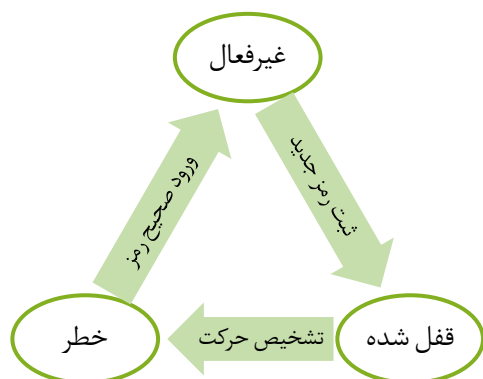 غیرفعال
ثبت رمز جدید
ورود صحیح رمز
قفل شده
تشخیص حرکت
خطر